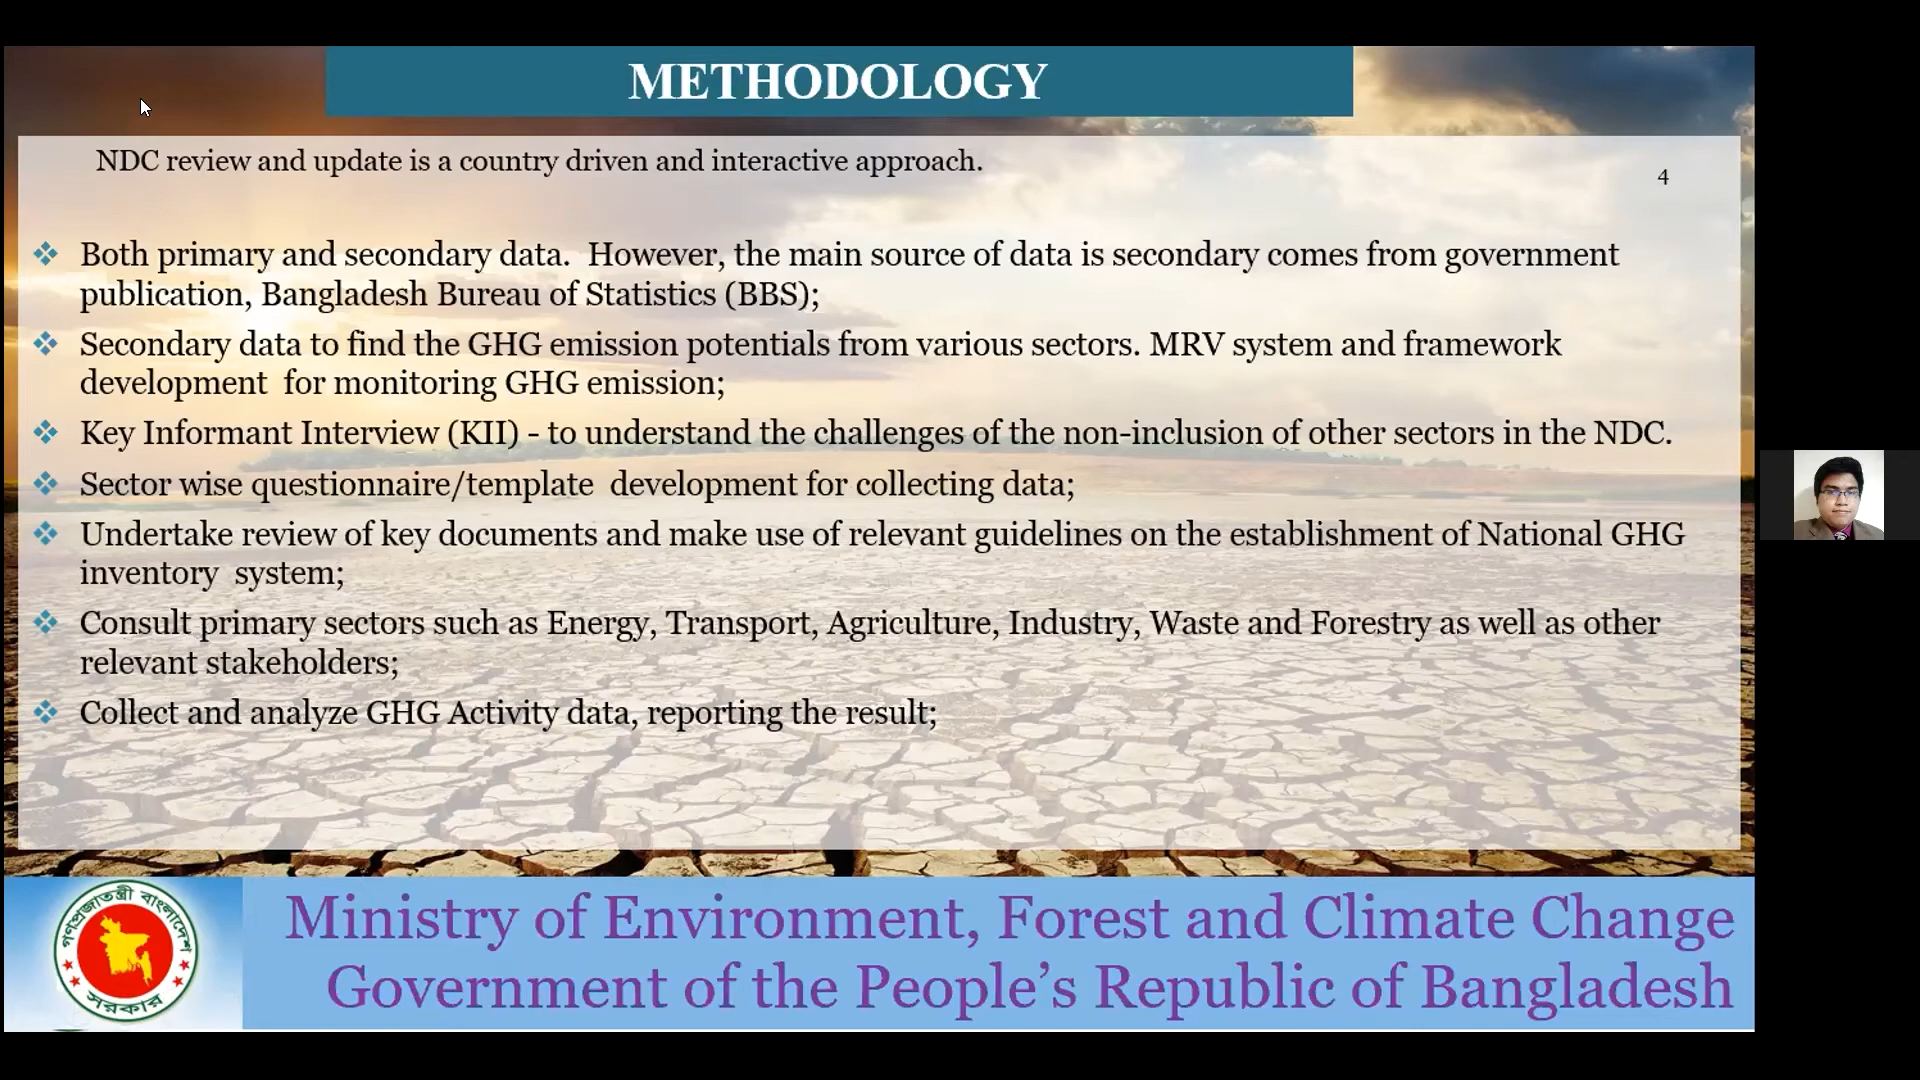 METHODOLOGY
NDC review and update is a country driven and interactive approach.
4
❖ Both primary and secondary data.  However, the main source of data is secondary comes from government
publication, Bangladesh Bureau of Statistics (BBS);
❖ Secondary data to find the GHG emission potentials from various sectors. MRV system and framework
development  for monitoring GHG emission;
❖ Key Informant Interview (KII) - to understand the challenges of the non-inclusion of other sectors in the NDC.
❖ Sector wise questionnaire/template  development for collecting data;
❖ Undertake review of key documents and make use of relevant guidelines on the establishment of National GHG
inventory  system;
❖ Consult primary sectors such as Energy, Transport, Agriculture, Industry, Waste and Forestry as well as other
relevant stakeholders;
❖ Collect and analyze GHG Activity data, reporting the result;
গণপ্রজাতন্ত্রী বাংলাদেশ
সরকার
Ministry of Environment, Forest and Climate Change
Government of the People’s Republic of Bangladesh